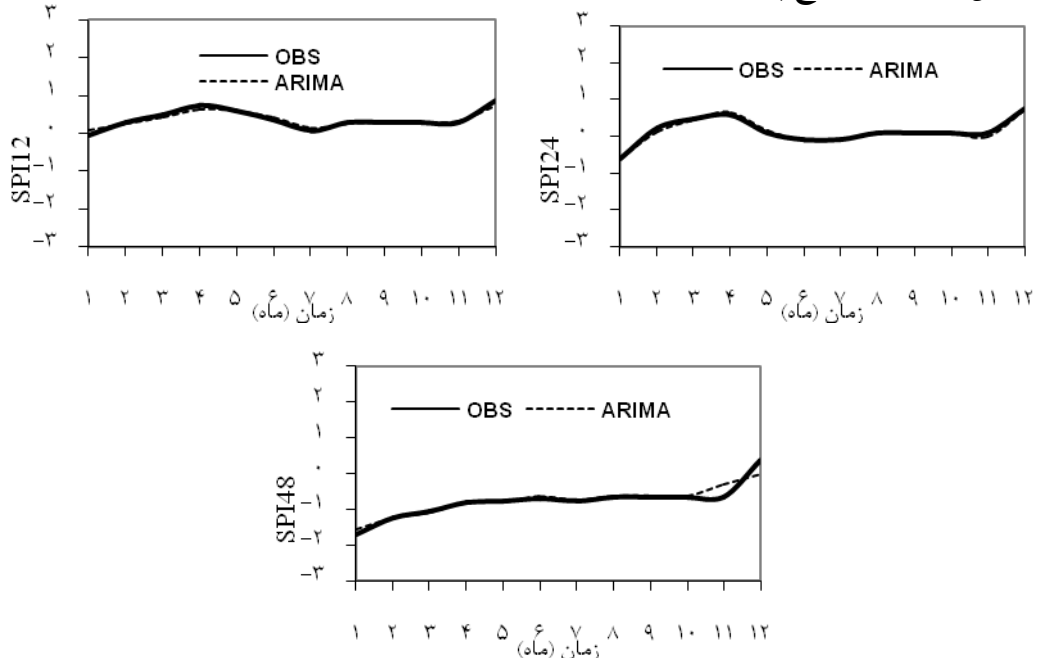 ۳
۲
۱
۰
-۱
-۲
-۳
SPI12
OBS
ARIMA
۱ ۲ ۳ ۴ ۵ ۶ ۷ ۸ ۹ ۱۰ ۱۱ ۱۲
زمان (ماه)
۳
۲
۱
۰
-۱
-۲
-۳
SPI24
OBS ARIMA
۱ ۲ ۳ ۴ ۵ ۶ ۷ ۸ ۹ ۱۰ ۱۱ ۱۲
زمان (ماه)
۳
۲
۱
۰
-۱
-۲
-۳
SPI48
OBS ARIMA
۱ ۲ ۳ ۴ ۵ ۶ ۷ ۸ ۹ ۱۰ ۱۱ ۱۲
زمان (ماه)